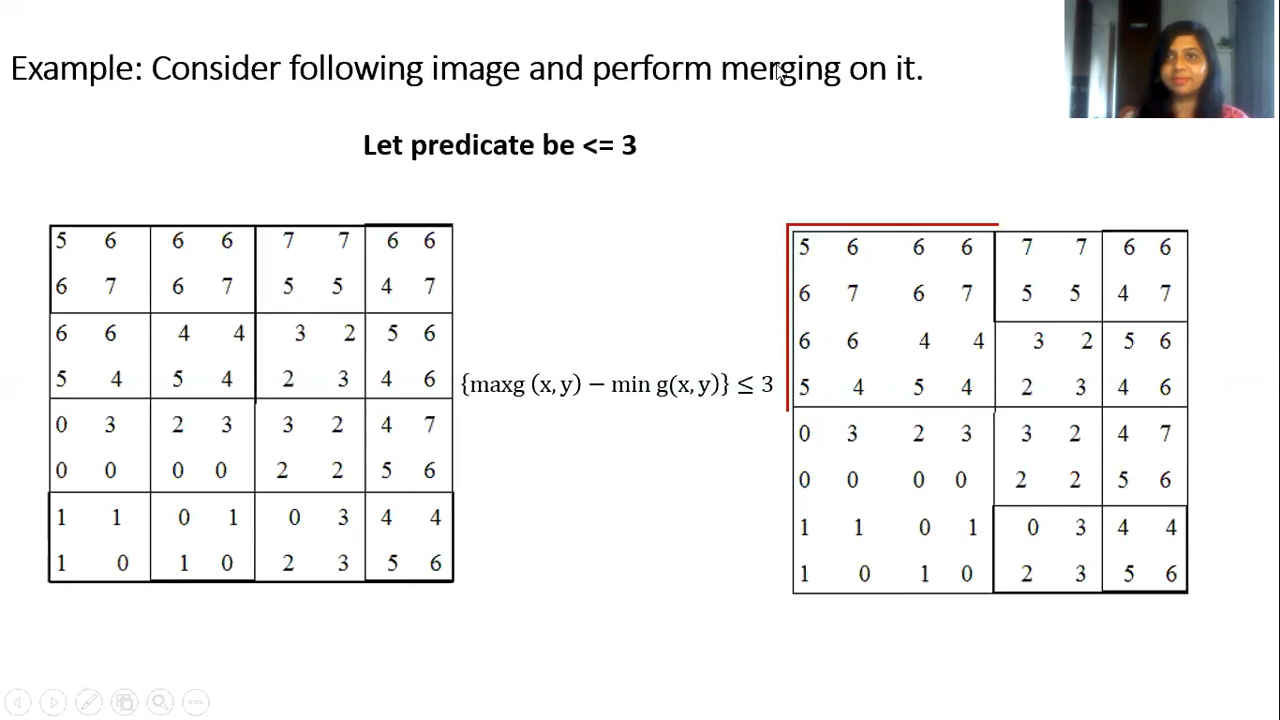 Example: Consider following image and perform merging on it.
Let predicate be <= 3
5 6 6 6 7 7 6 6
6 7 6 7 5 5 4 7
6 6 4 4 3 2 5 6
5 4 5 4 2 3 4 6
0 3 2 3 3 2 4 7
0 0 0 0 2 2 5 6
1 1 0 1 0 3 4 4
1 0 1 0 2 3 5 6
{maxg (x, y) − min g(x, y)} ≤ 3
5 6 6 6 7 7 6 6
6 7 6 7 5 5 4 7
6 6 4 4 3 2 5 6
5 4 5 4 2 3 4 6
0 3 2 3 3 2 4 7
0 0 0 0 2 2 5 6
1 1 0 1 0 3 4 4
1 0 1 0 2 3 5 6